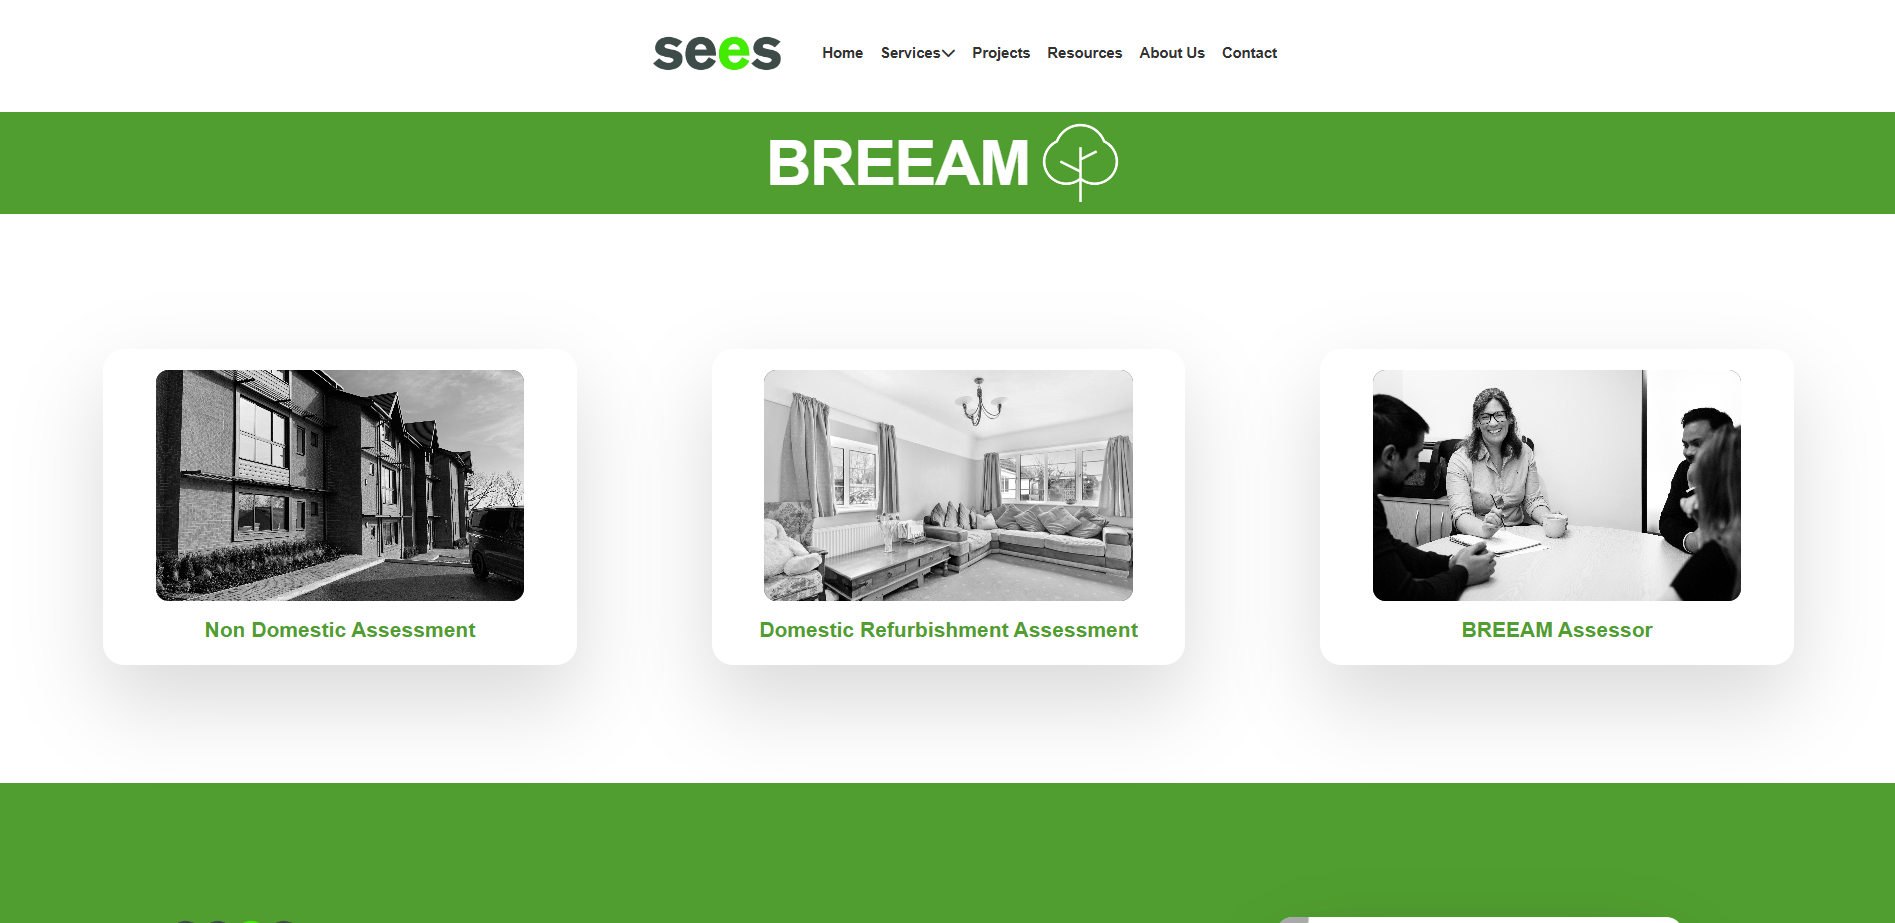 sees
Home Services Projects Resources About Us Contact
BREEAM
Non Domestic Assessment
Domestic Refurbishment Assessment
BREEAM Assessor